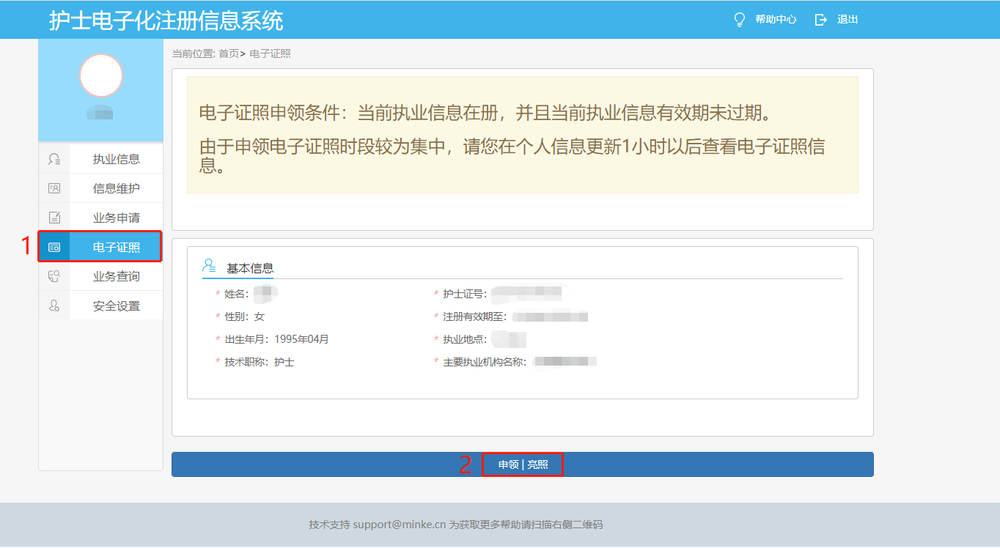 护士电子化注册信息系统
帮助中心
退出
当前位置: 首页> 电子证照
电子证照申领条件：当前执业信息在册，并且当前执业信息有效期未过期。
由于申领电子证照时段较为集中，请您在个人信息更新1小时以后查看电子证照信
息。
执业信息
信息维护
业务申请
1
电子证照
业务查询
安全设置
基本信息
* 姓名：
* 护士证号：
* 性别：女
* 注册有效期至：
* 出生年月：1995年04月
* 执业地点：
* 技术职称：护士
* 主要执业机构名称：
2
申领 | 亮照
技术支持 support@minke.cn 为获取更多帮助请扫描右侧二维码